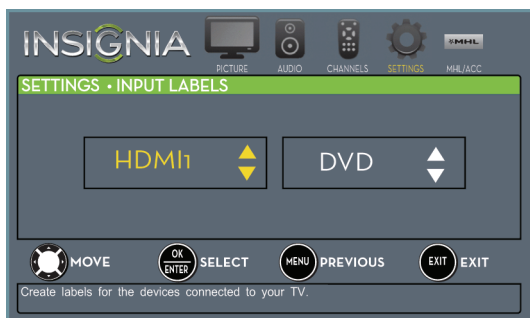 INSIGNIA
PICTURE AUDIO CHANNELS SETTINGS MHL MHL/ACC
SETTINGS • INPUT LABELS
HDMI1 DVD
MOVE OK ENTER SELECT MENU PREVIOUS EXIT EXIT
Create labels for the devices connected to your TV.